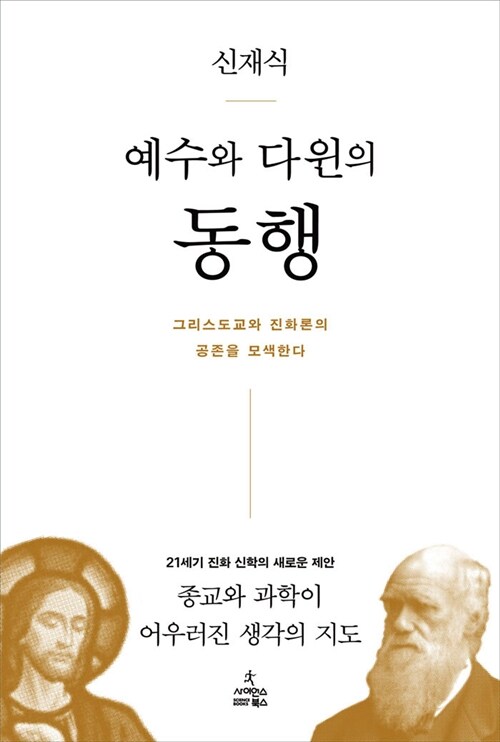 신재식
예수와 다윈의
동행
그리스도교와 진화론의
공존을 모색한다
21세기 진화 신학의 새로운 제안
종교와 과학이
어우러진 생각의 지도
사이언스
SCIENCE
BOOKS
북스